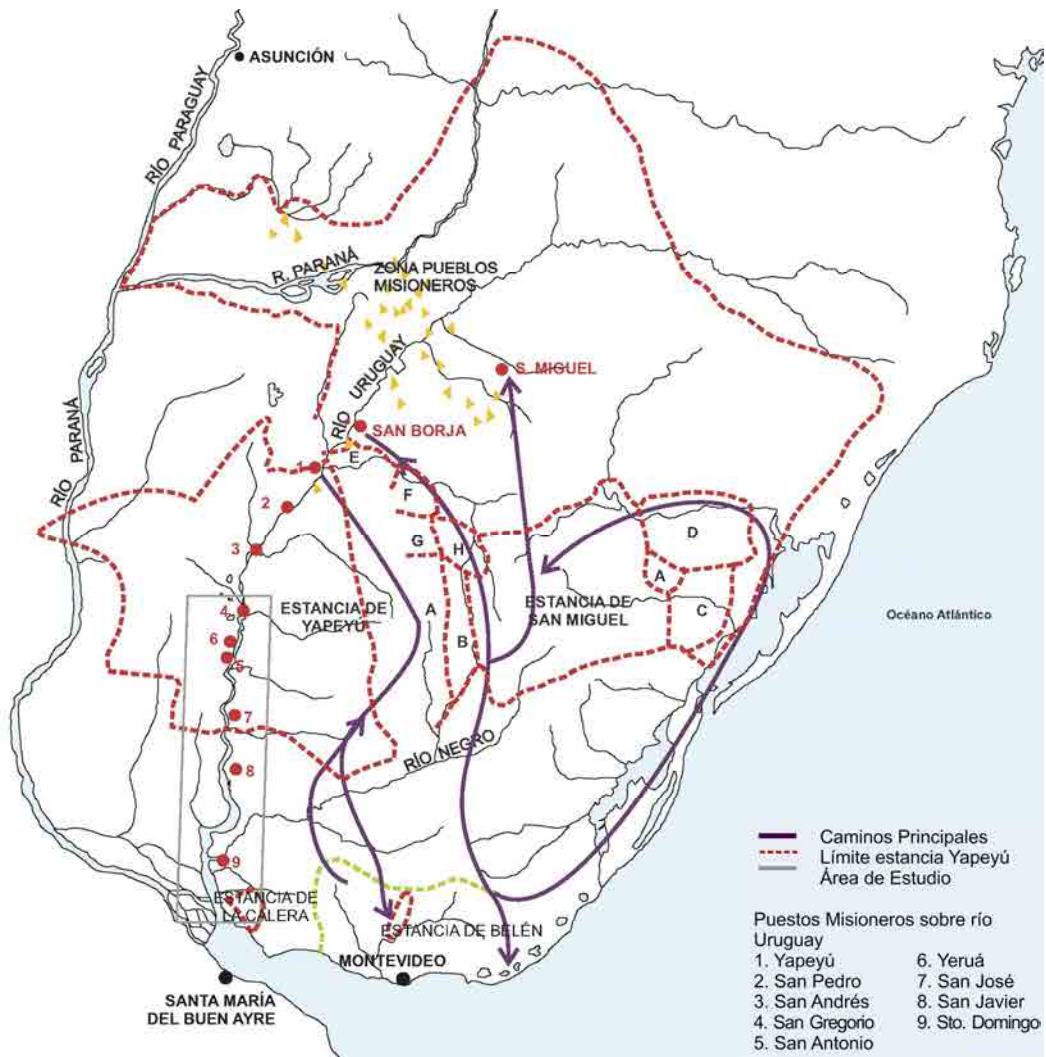 ASUNCIÓN
RÍO PARAGUAY
R. PARANÁ
ZONA PUEBLOS
MISIONEROS
RÍO URUGUAY
S. MIGUEL
RÍO PARANÁ
SAN BORJA
1
E
2
F
D
G
H
3
A
ESTANCIA DE
YAPEYÚ
4
A
ESTANCIA DE
SAN MIGUEL
C
Océano Atlántico
6
5
B
7
RÍO NEGRO
8
9
ESTANCIA DE
LA CALERA
ESTANCIA DE BELÉN
MONTEVIDEO
SANTA MARÍA
DEL BUEN AYRE
Caminos Principales
Límite estancia Yapeyú
Área de Estudio
Puestos Misioneros sobre río
Uruguay
1. Yapeyú
2. San Pedro
3. San Andrés
4. San Gregorio
5. San Antonio
6. Yeruá
7. San José
8. San Javier
9. Sto. Domingo